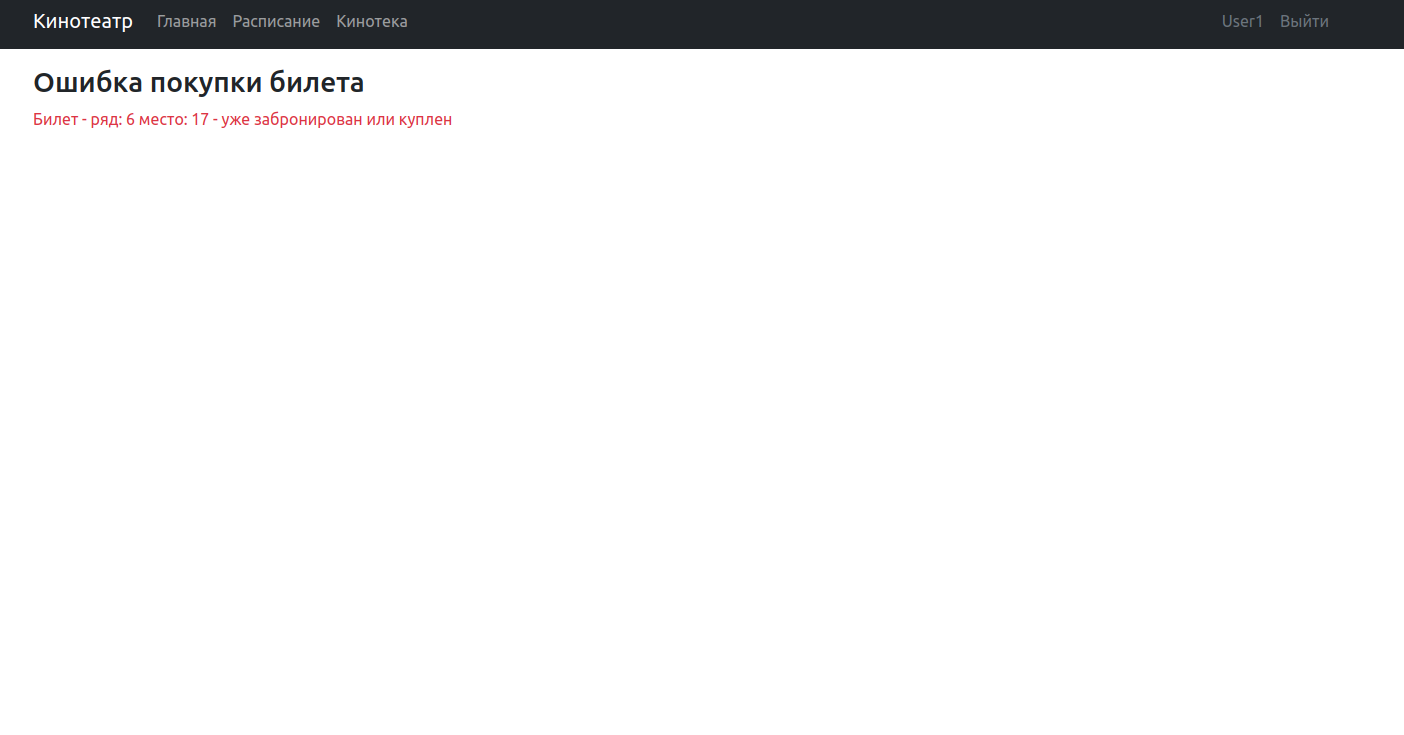 Кинотеатр Главная Расписание Кинотека User1 Выйти
Ошибка покупки билета
Билет - ряд: 6 место: 17 - уже забронирован или куплен